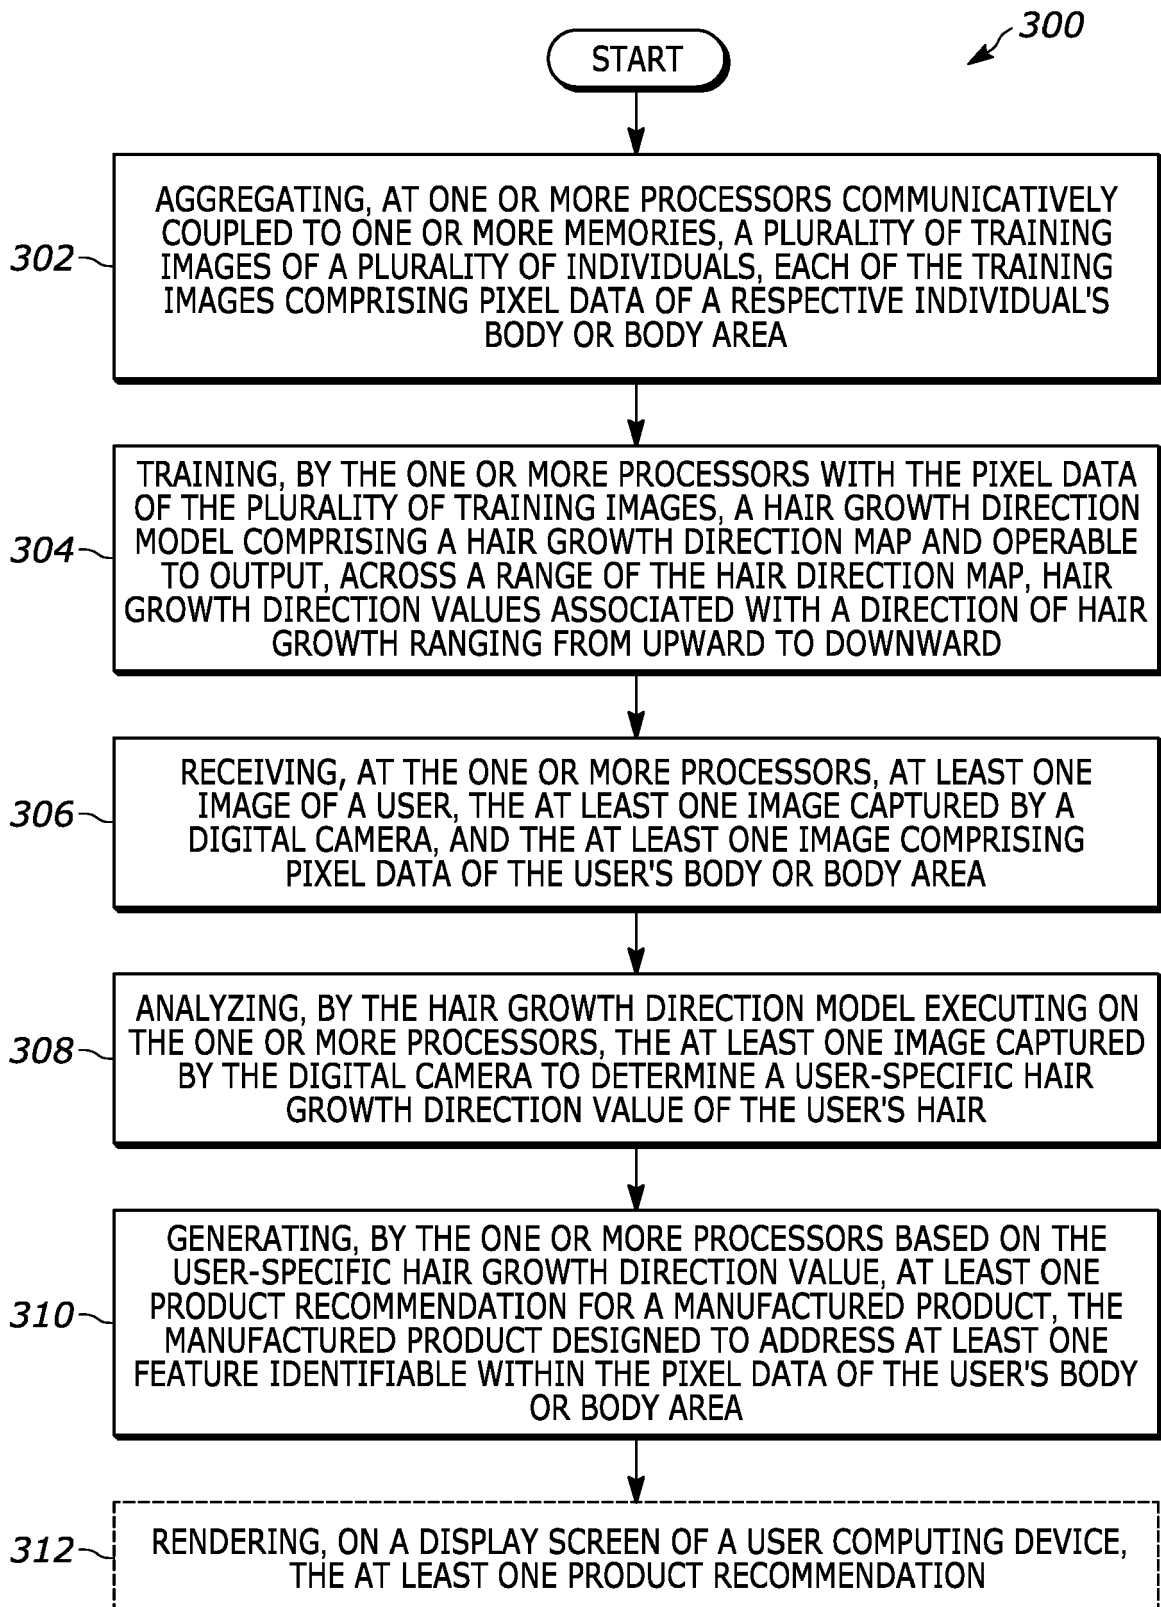 300
START
302
AGGREGATING, AT ONE OR MORE PROCESSORS COMMUNICATIVELY
COUPLED TO ONE OR MORE MEMORIES, A PLURALITY OF TRAINING
IMAGES OF A PLURALITY OF INDIVIDUALS, EACH OF THE TRAINING
IMAGES COMPRISING PIXEL DATA OF A RESPECTIVE INDIVIDUAL'S
BODY OR BODY AREA
304
TRAINING, BY THE ONE OR MORE PROCESSORS WITH THE PIXEL DATA
OF THE PLURALITY OF TRAINING IMAGES, A HAIR GROWTH DIRECTION
MODEL COMPRISING A HAIR GROWTH DIRECTION MAP AND OPERABLE
TO OUTPUT, ACROSS A RANGE OF THE HAIR DIRECTION MAP, HAIR
GROWTH DIRECTION VALUES ASSOCIATED WITH A DIRECTION OF HAIR
GROWTH RANGING FROM UPWARD TO DOWNWARD
306
RECEIVING, AT THE ONE OR MORE PROCESSORS, AT LEAST ONE
IMAGE OF A USER, THE AT LEAST ONE IMAGE CAPTURED BY A
DIGITAL CAMERA, AND THE AT LEAST ONE IMAGE COMPRISING
PIXEL DATA OF THE USER'S BODY OR BODY AREA
308
ANALYZING, BY THE HAIR GROWTH DIRECTION MODEL EXECUTING ON
THE ONE OR MORE PROCESSORS, THE AT LEAST ONE IMAGE CAPTURED
BY THE DIGITAL CAMERA TO DETERMINE A USER-SPECIFIC HAIR
GROWTH DIRECTION VALUE OF THE USER'S HAIR
310
GENERATING, BY THE ONE OR MORE PROCESSORS BASED ON THE
USER-SPECIFIC HAIR GROWTH DIRECTION VALUE, AT LEAST ONE
PRODUCT RECOMMENDATION FOR A MANUFACTURED PRODUCT, THE
MANUFACTURED PRODUCT DESIGNED TO ADDRESS AT LEAST ONE
FEATURE IDENTIFIABLE WITHIN THE PIXEL DATA OF THE USER'S BODY
OR BODY AREA
312
RENDERING, ON A DISPLAY SCREEN OF A USER COMPUTING DEVICE,
THE AT LEAST ONE PRODUCT RECOMMENDATION